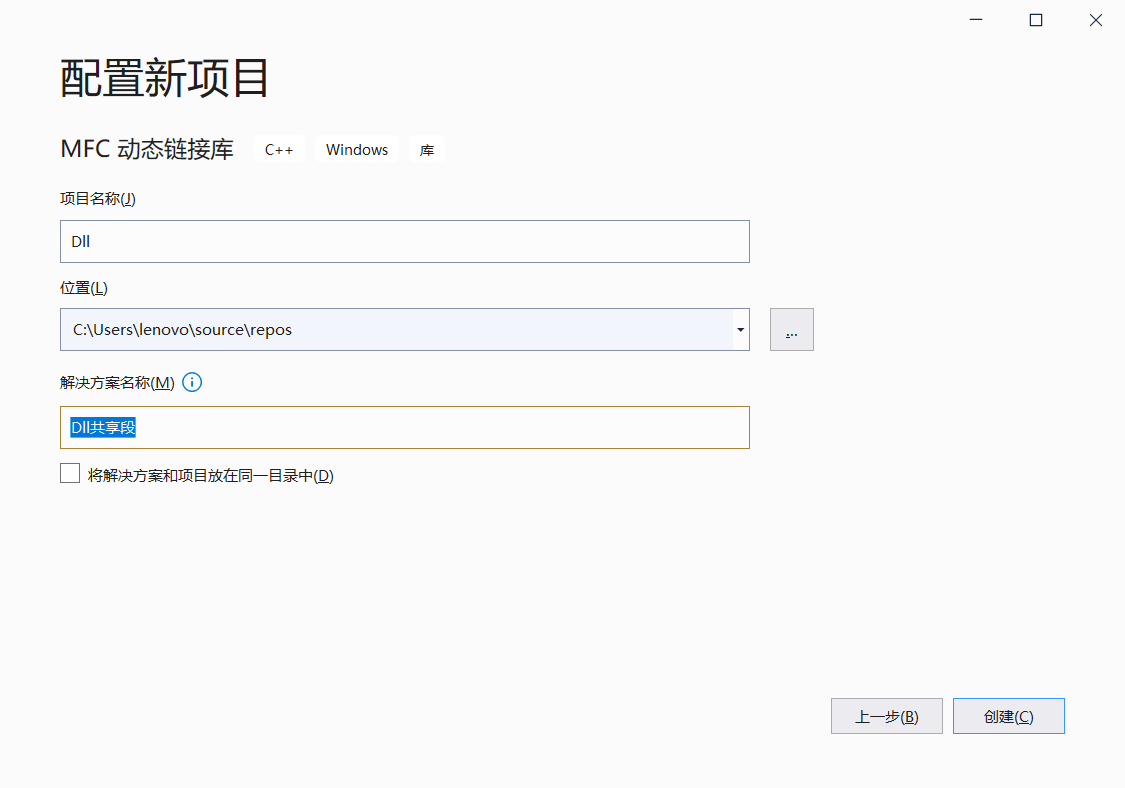 配置新项目
MFC 动态链接库 C++ Windows 库
项目名称(J)
Dll
位置(L)
C:\Users\lenovo\source\repos
...
解决方案名称(M)
Dll共享段
将解决方案和项目放在同一目录中(D)
上一步(B) 创建(C)